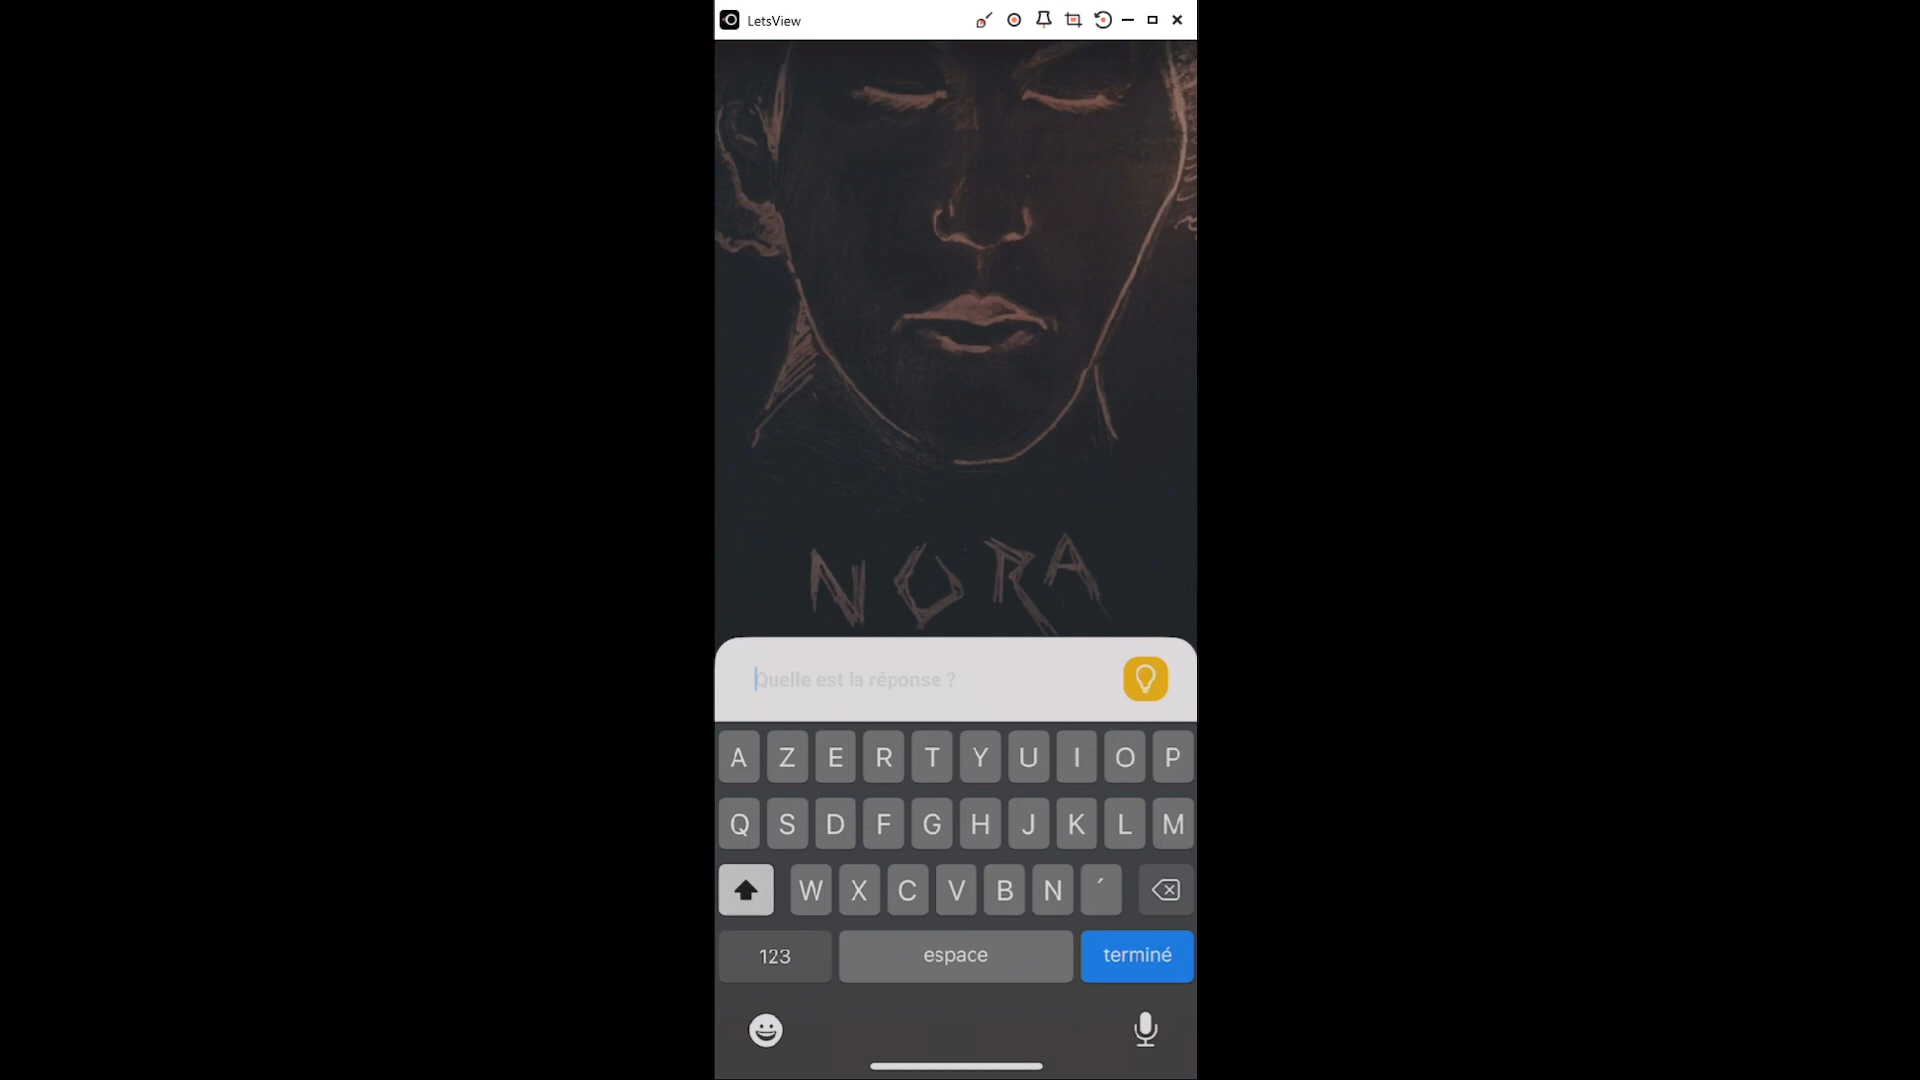 LetsView
NORA
Quelle est la réponse ?
A Z E R T Y U I O P
Q S D F G H J K L M
W X C V B N ´
123 espace terminé